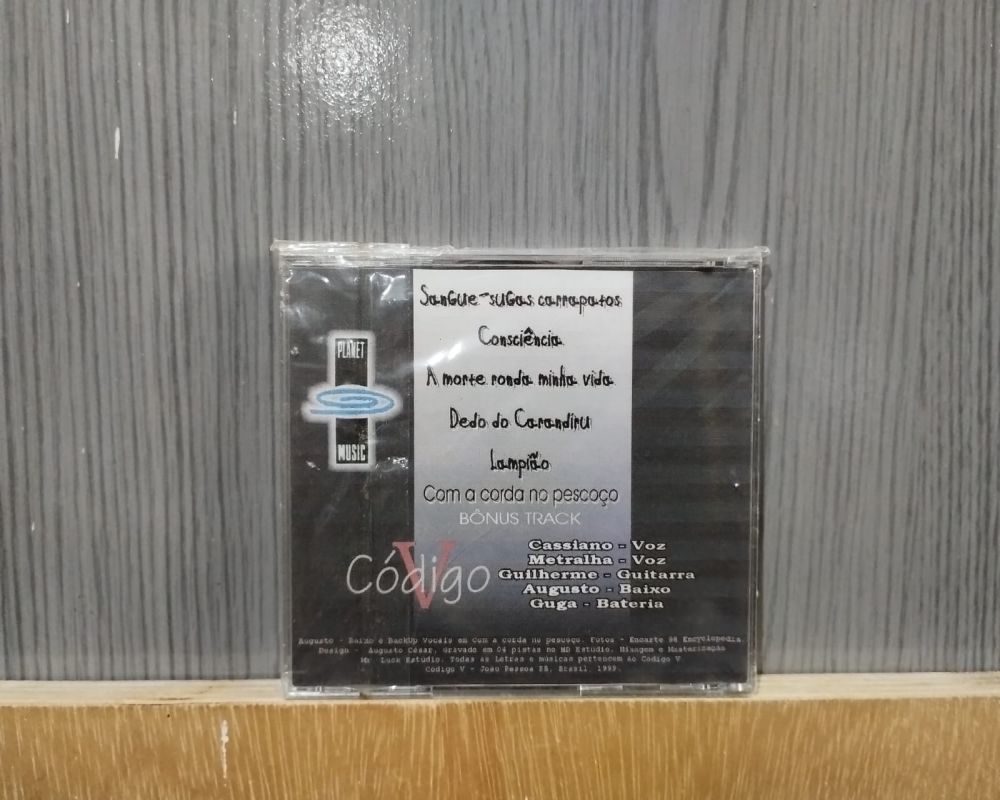 Sangue-sugas carrapatos
Consciência
A morte ronda minha vida
Dedo do Carandiru
Lampião
Com a corda no pescoço
BÔNUS TRACK
PLANET
MUSIC
Código V
Cassiano - Voz
Metralha - Voz
Guilherme - Guitarra
Augusto - Baixo
Guga - Bateria
Augusto - Baixo e BackUp Vocais em Com a corda no pescoço. Fotos - Encarte 98 Encyclopedia
Design - Augusto César. Gravado em 04 pistas no MD Estúdio. Mixagem e Masterização
Mr Luck Estúdio. Todas as Letras e músicas pertencem ao Código V
Código V - João Pessoa PB, Brasil. 1999.